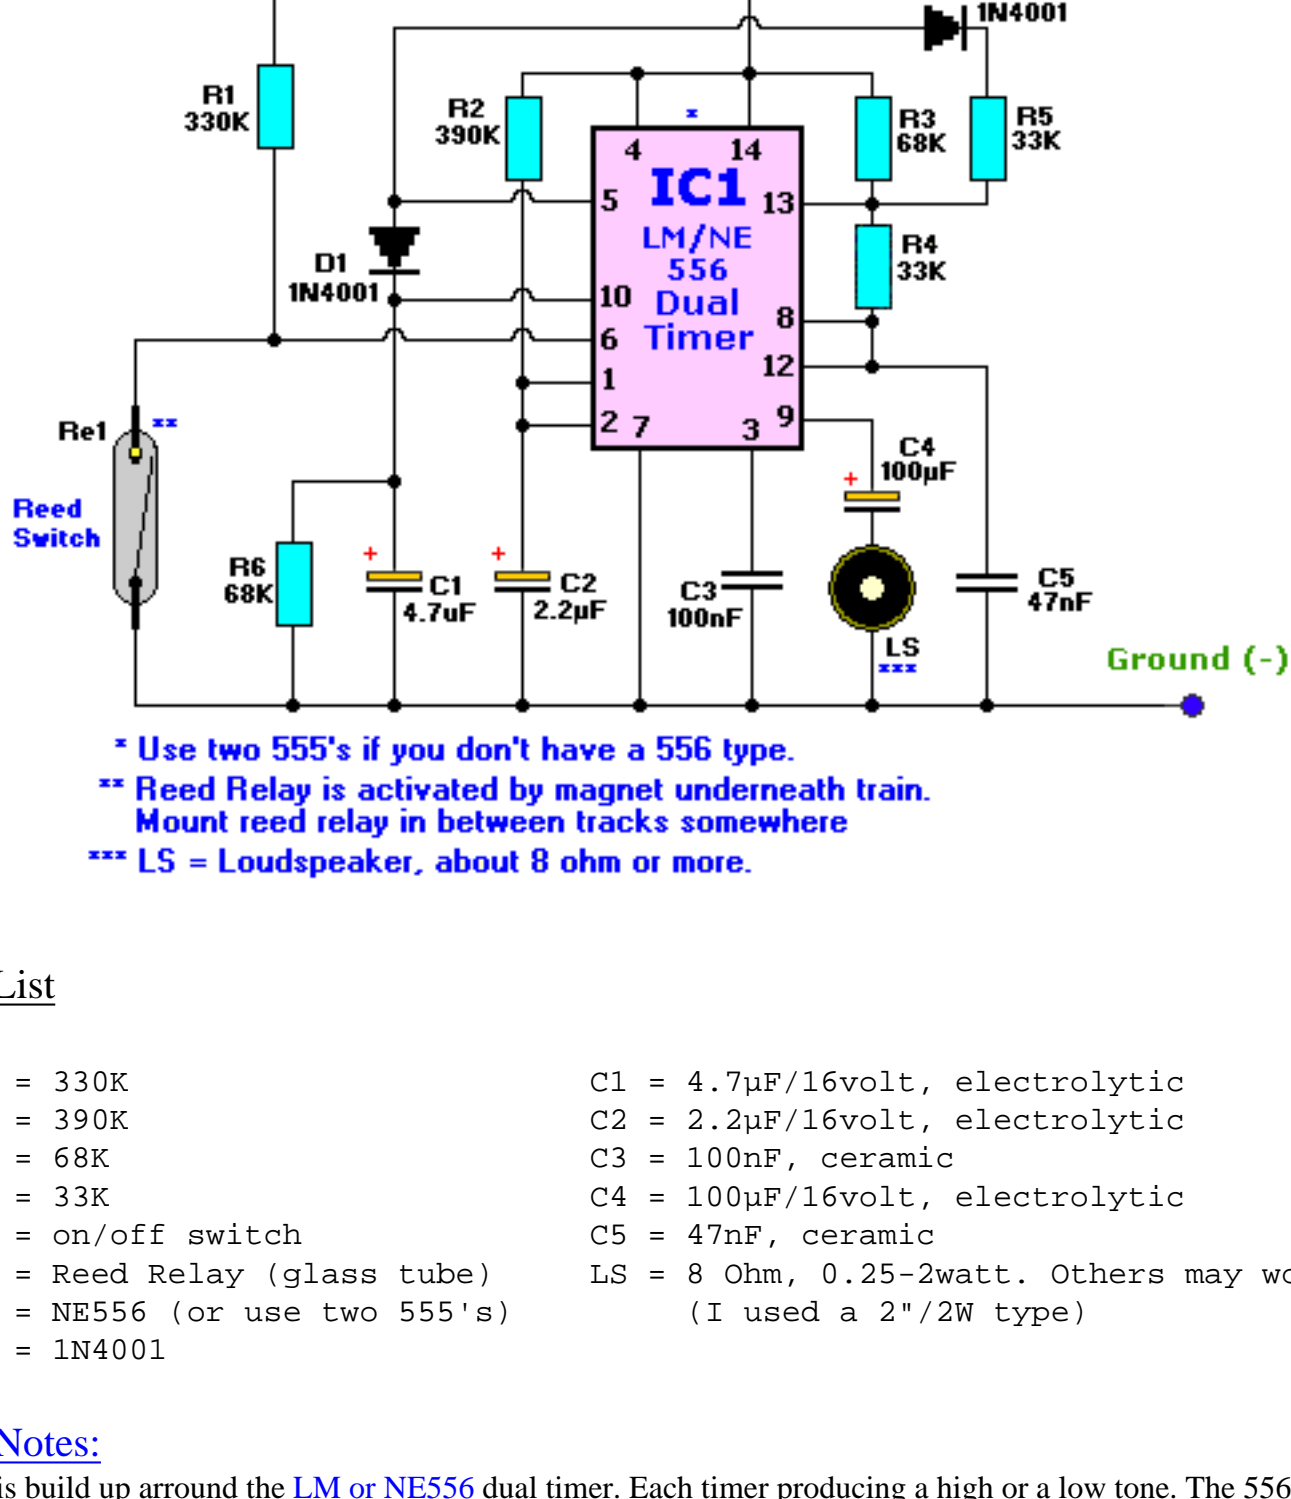 1N4001
R1
330K
R2
390K
*
R3
68K
R5
33K
4
14
5
IC1
13
LM/NE
556
Dual
Timer
R4
33K
D1
1N4001
10
8
6
12
1
2
7
3
9
Re1
**
Reed
Switch
C4
100µF
+
R6
68K
+
C1
4.7uF
+
C2
2.2µF
C3
100nF
LS
***
C5
47nF
Ground (-)
* Use two 555's if you don't have a 556 type.
** Reed Relay is activated by magnet underneath train.
Mount reed relay in between tracks somewhere
*** LS = Loudspeaker, about 8 ohm or more.
List
= 330K C1 = 4.7µF/16volt, electrolytic
= 390K C2 = 2.2µF/16volt, electrolytic
= 68K C3 = 100nF, ceramic
= 33K C4 = 100µF/16volt, electrolytic
= on/off switch C5 = 47nF, ceramic
= Reed Relay (glass tube) LS = 8 Ohm, 0.25-2watt. Others may wo
= NE556 (or use two 555's) (I used a 2"/2W type)
= 1N4001
Notes:
is build up arround the LM or NE556 dual timer. Each timer producing a high or a low tone. The 556